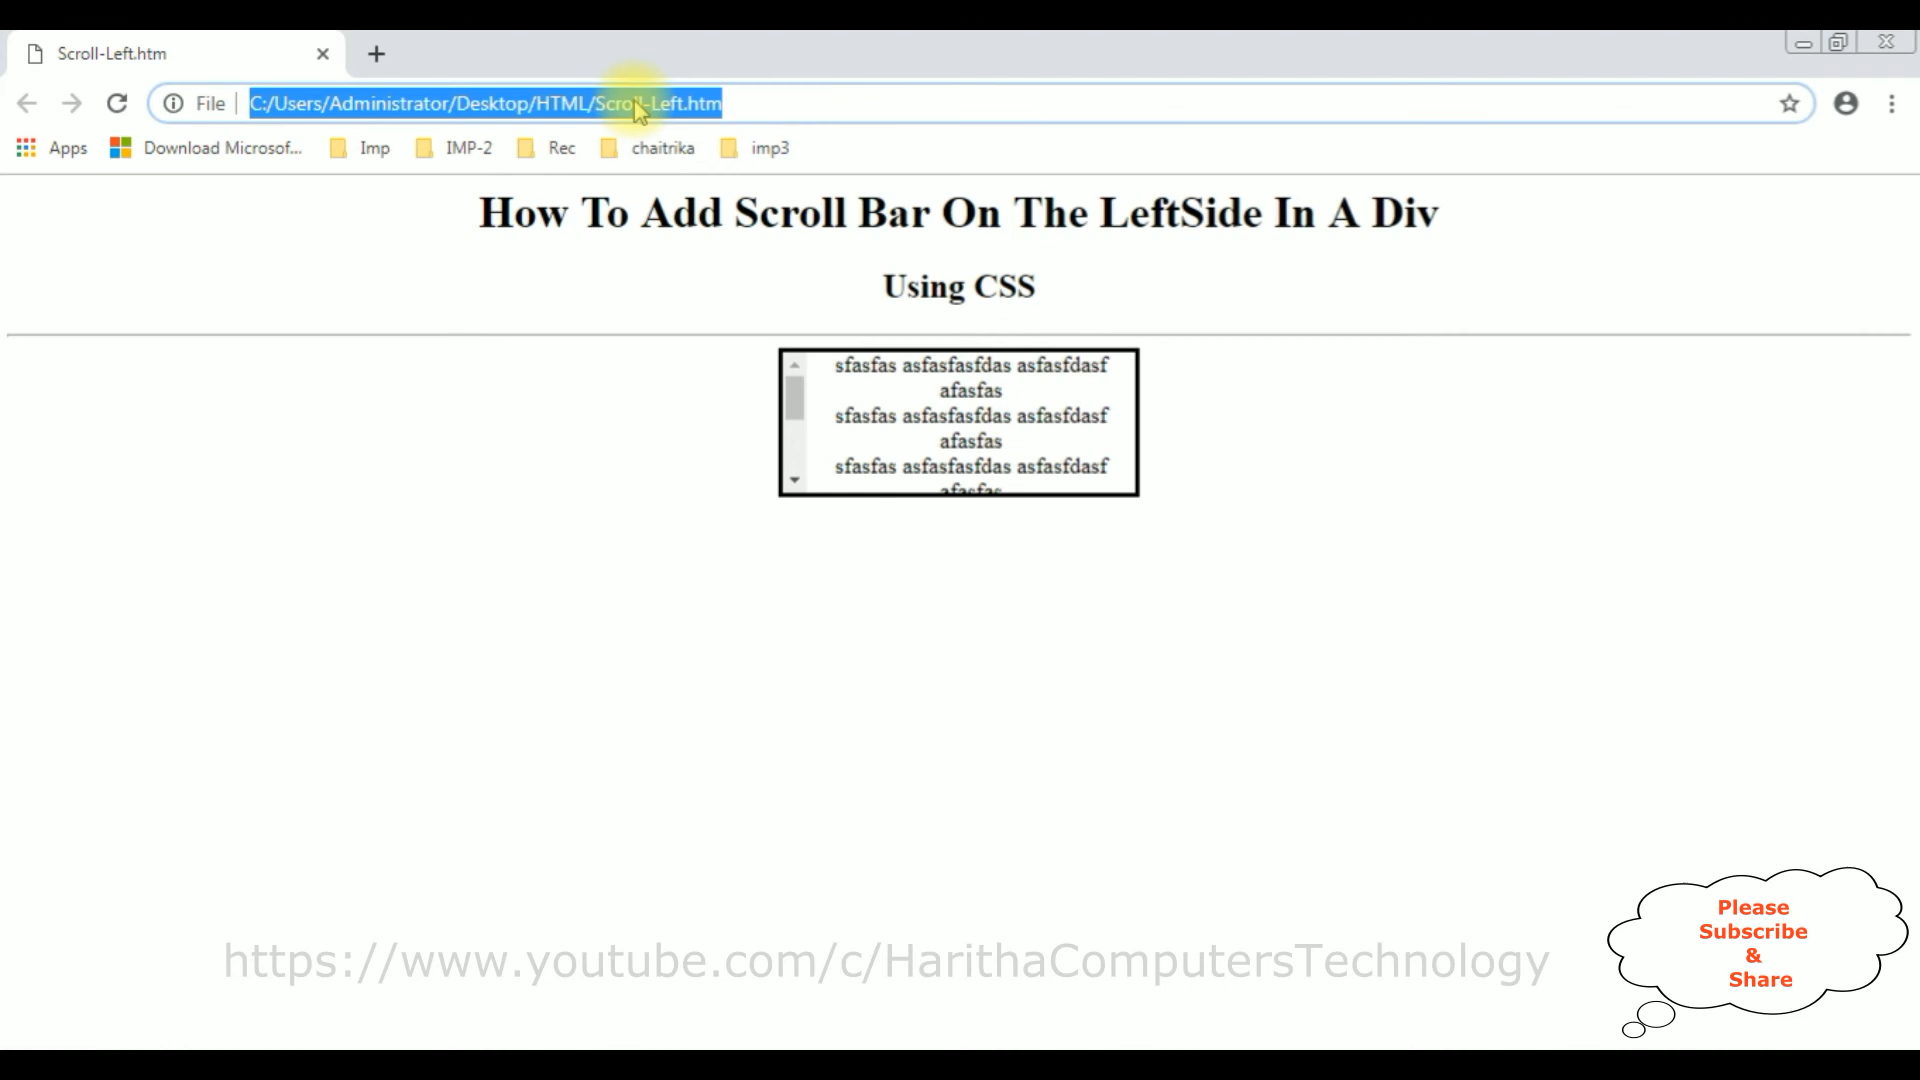 Scroll-Left.htm
File | C:/Users/Administrator/Desktop/HTML/Scroll-Left.htm
Apps Download Microsof... Imp IMP-2 Rec chaitrika imp3
How To Add Scroll Bar On The LeftSide In A Div
Using CSS
sfasfas asfasfasfdas asfasfdasf
afasfas
sfasfas asfasfasfdas asfasfdasf
afasfas
sfasfas asfasfasfdas asfasfdasf
afasfas
Please
Subscribe
&
Share
https://www.youtube.com/c/HarithaComputersTechnology